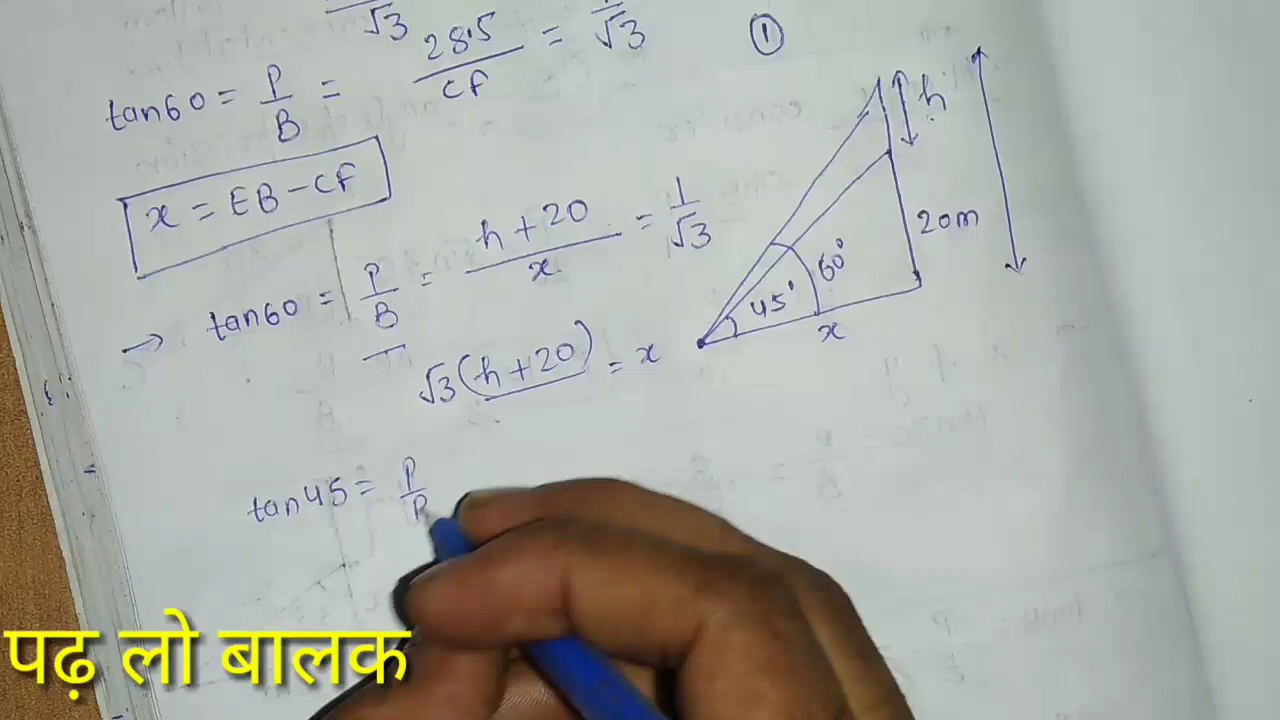 √3
tan60 = P/B = 28.5/CF = 1/√3
x = EB - CF
→ tan60 = P/B = h+20/x = 1/√3
√3(h+20) = x
tan45 = P/B
①
h
20m
60°
45°
x
पढ़ लो बालक